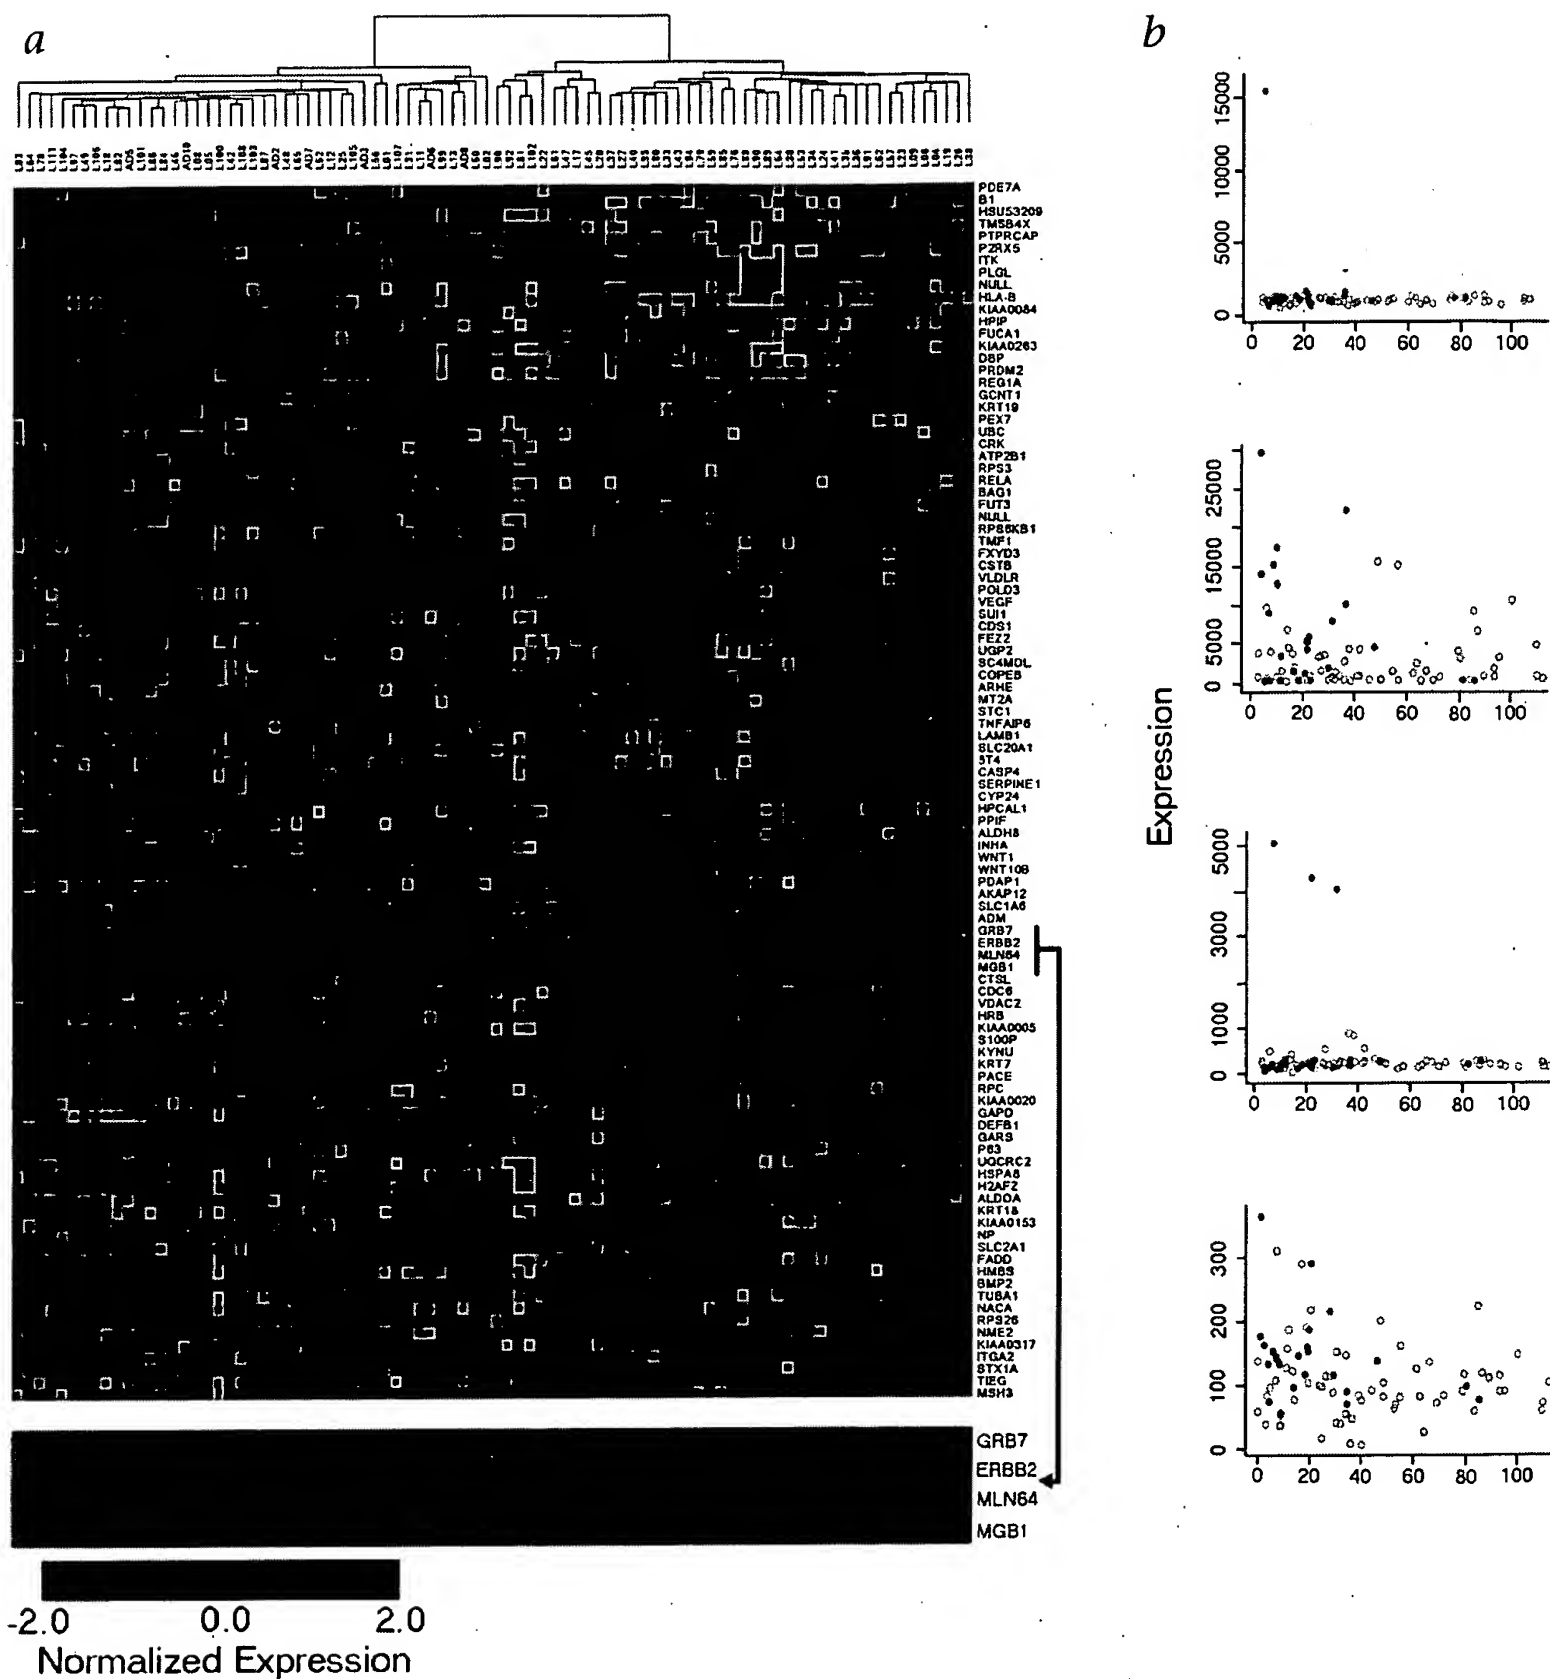 a
b
PDE7A
B1
HSU53209
TMSB4X
PTPRCAP
P2RX5
ITK
PLGL
NULL
HLA-B
KIAA0084
HPIP
FUCA1
KIAA0263
DBP
PRDM2
REG1A
GCNT1
KRT19
PEX7
UBC
CRK
ATP2B1
RPS3
RELA
BAG1
FUT3
NULL
RPS6KB1
TMF1
FXYD3
CSTB
VLDLR
POLD3
VEGF
SUI1
CDS1
FEZ2
UGP2
SC4MOL
COPEB
ARHE
MT2A
STC1
TNFAIP6
LAMB1
SLC20A1
5T4
CASP4
SERPINE1
CYP24
HPCAL1
PPIF
ALDH8
INHA
WNT1
WNT10B
PDAP1
AKAP12
SLC1A6
ADM
GRB7
ERBB2
MLN64
MGB1
CTSL
CDC6
VDAC2
HRB
KIAA0005
S100P
KYNU
KRT7
PACE
RPC
KIAA0020
GAPD
DEFB1
GARS
P63
UQCRC2
HSPA8
H2AFZ
ALDOA
KRT18
KIAA0153
NP
SLC2A1
FADD
HMBS
BMP2
TUBA1
NACA
RPS26
NME2
KIAA0317
ITGA2
STX1A
TIEG
MSH3
GRB7
ERBB2
MLN64
MGB1
-2.0 0.0 2.0
Normalized Expression
Expression
15000
10000
5000
0
0 20 40 60 80 100
25000
15000
5000
0
0 20 40 60 80 100
5000
3000
1000
0
0 20 40 60 80 100
300
200
100
0
0 20 40 60 80 100